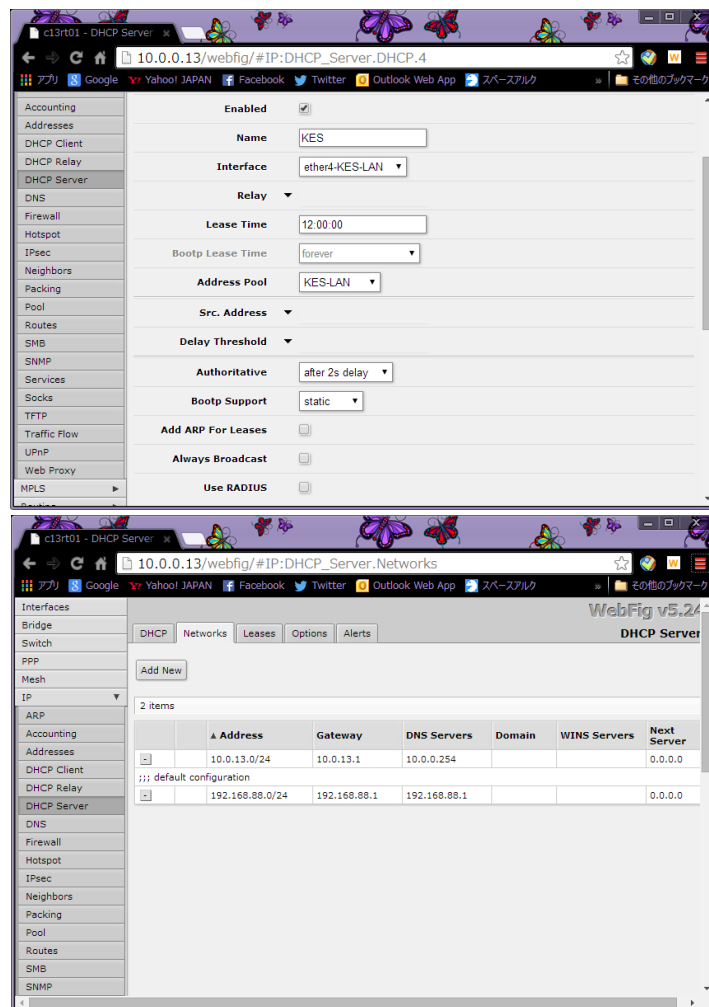 c13rt01 - DHCP Server
10.0.0.13/webfig/#IP:DHCP_Server.DHCP.4
アプリ Google Yahoo! JAPAN Facebook Twitter Outlook Web App スペースアルク » その他のブックマーク
Accounting
Addresses
DHCP Client
DHCP Relay
DHCP Server
DNS
Firewall
Hotspot
IPsec
Neighbors
Packing
Pool
Routes
SMB
SNMP
Services
Socks
TFTP
Traffic Flow
UPnP
Web Proxy
MPLS
Enabled
Name KES
Interface ether4-KES-LAN
Relay
Lease Time 12:00:00
Bootp Lease Time forever
Address Pool KES-LAN
Src. Address
Delay Threshold
Authoritative after 2s delay
Bootp Support static
Add ARP For Leases
Always Broadcast
Use RADIUS
c13rt01 - DHCP Server
10.0.0.13/webfig/#IP:DHCP_Server.Networks
アプリ Google Yahoo! JAPAN Facebook Twitter Outlook Web App スペースアルク » その他のブックマーク
Interfaces
Bridge
Switch
PPP
Mesh
IP
ARP
Accounting
Addresses
DHCP Client
DHCP Relay
DHCP Server
DNS
Firewall
Hotspot
IPsec
Neighbors
Packing
Pool
Routes
SMB
SNMP
WebFig v5.24
DHCP Networks Leases Options Alerts DHCP Server
Add New
2 items
Address Gateway DNS Servers Domain WINS Servers Next Server
- 10.0.13.0/24 10.0.13.1 10.0.0.254 0.0.0.0
;;; default configuration
- 192.168.88.0/24 192.168.88.1 192.168.88.1 0.0.0.0